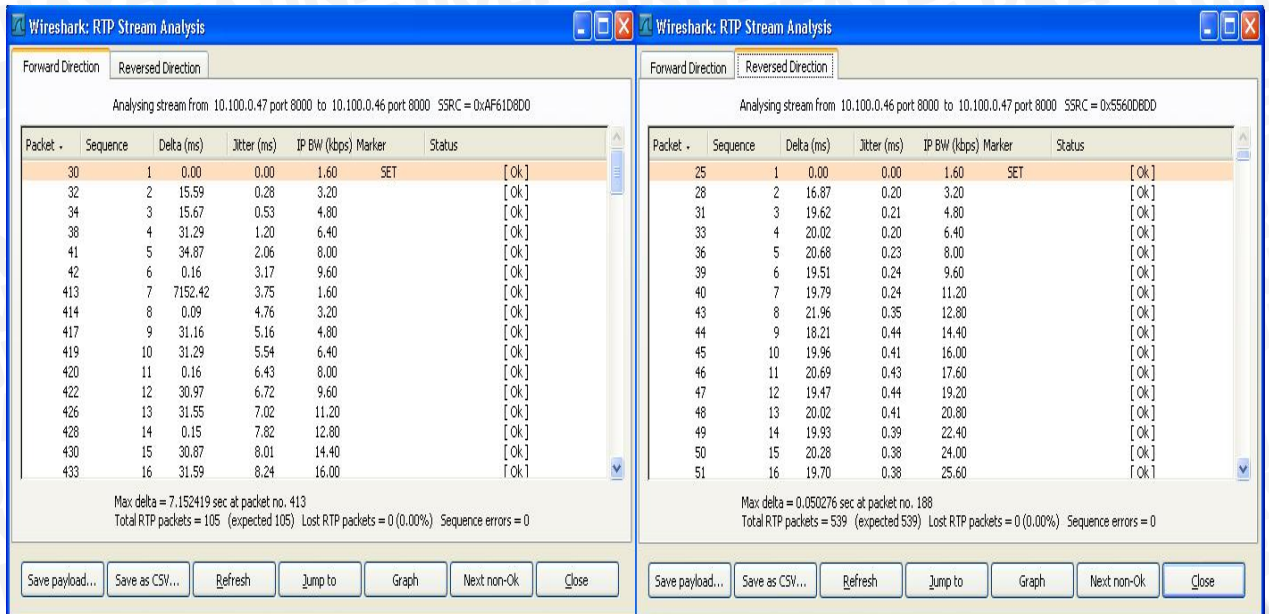 Wireshark: RTP Stream Analysis
Forward Direction Reversed Direction
Analysing stream from 10.100.0.47 port 8000 to 10.100.0.46 port 8000 SSRC = 0xAF61D8D0
Packet Sequence Delta (ms) Jitter (ms) IP BW (kbps) Marker Status
30 1 0.00 0.00 1.60 SET [ Ok ]
32 2 15.59 0.28 3.20 [ Ok ]
34 3 15.67 0.53 4.80 [ Ok ]
38 4 31.29 1.20 6.40 [ Ok ]
41 5 34.87 2.06 8.00 [ Ok ]
42 6 0.16 3.17 9.60 [ Ok ]
413 7 7152.42 3.75 1.60 [ Ok ]
414 8 0.09 4.76 3.20 [ Ok ]
417 9 31.16 5.16 4.80 [ Ok ]
419 10 31.29 5.54 6.40 [ Ok ]
420 11 0.16 6.43 8.00 [ Ok ]
422 12 30.97 6.72 9.60 [ Ok ]
426 13 31.55 7.02 11.20 [ Ok ]
428 14 0.15 7.82 12.80 [ Ok ]
430 15 30.87 8.01 14.40 [ Ok ]
433 16 31.59 8.24 16.00 [ Ok ]
Max delta = 7.152419 sec at packet no. 413
Total RTP packets = 105 (expected 105) Lost RTP packets = 0 (0.00%) Sequence errors = 0
Save payload... Save as CSV... Refresh Jump to Graph Next non-Ok Close
Wireshark: RTP Stream Analysis
Forward Direction Reversed Direction
Analysing stream from 10.100.0.46 port 8000 to 10.100.0.47 port 8000 SSRC = 0x5560DBDD
Packet Sequence Delta (ms) Jitter (ms) IP BW (kbps) Marker Status
25 1 0.00 0.00 1.60 SET [ Ok ]
28 2 16.87 0.20 3.20 [ Ok ]
31 3 19.62 0.21 4.80 [ Ok ]
33 4 20.02 0.20 6.40 [ Ok ]
36 5 20.68 0.23 8.00 [ Ok ]
39 6 19.51 0.24 9.60 [ Ok ]
40 7 19.79 0.24 11.20 [ Ok ]
43 8 21.96 0.35 12.80 [ Ok ]
44 9 18.21 0.44 14.40 [ Ok ]
45 10 19.96 0.41 16.00 [ Ok ]
46 11 20.69 0.43 17.60 [ Ok ]
47 12 19.47 0.44 19.20 [ Ok ]
48 13 20.02 0.41 20.80 [ Ok ]
49 14 19.93 0.39 22.40 [ Ok ]
50 15 20.28 0.38 24.00 [ Ok ]
51 16 19.70 0.38 25.60 [ Ok ]
Max delta = 0.050276 sec at packet no. 188
Total RTP packets = 539 (expected 539) Lost RTP packets = 0 (0.00%) Sequence errors = 0
Save payload... Save as CSV... Refresh Jump to Graph Next non-Ok Close